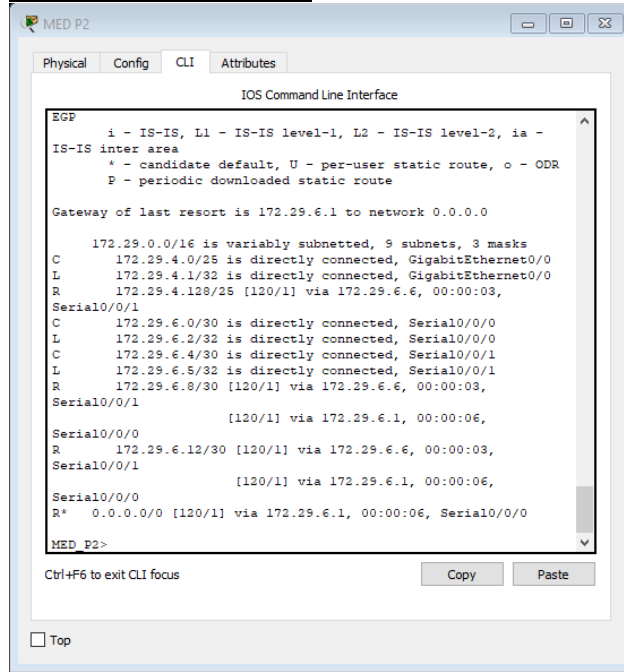 MED P2
Physical Config CLI Attributes
IOS Command Line Interface
EGP
i - IS-IS, L1 - IS-IS level-1, L2 - IS-IS level-2, ia -
IS-IS inter area
* - candidate default, U - per-user static route, o - ODR
P - periodic downloaded static route
Gateway of last resort is 172.29.6.1 to network 0.0.0.0
172.29.0.0/16 is variably subnetted, 9 subnets, 3 masks
C 172.29.4.0/25 is directly connected, GigabitEthernet0/0
L 172.29.4.1/32 is directly connected, GigabitEthernet0/0
R 172.29.4.128/25 [120/1] via 172.29.6.6, 00:00:03,
Serial0/0/1
C 172.29.6.0/30 is directly connected, Serial0/0/0
L 172.29.6.2/32 is directly connected, Serial0/0/0
C 172.29.6.4/30 is directly connected, Serial0/0/1
L 172.29.6.5/32 is directly connected, Serial0/0/1
R 172.29.6.8/30 [120/1] via 172.29.6.6, 00:00:03,
Serial0/0/1
[120/1] via 172.29.6.1, 00:00:06,
Serial0/0/0
R 172.29.6.12/30 [120/1] via 172.29.6.6, 00:00:03,
Serial0/0/1
[120/1] via 172.29.6.1, 00:00:06,
Serial0/0/0
R* 0.0.0.0/0 [120/1] via 172.29.6.1, 00:00:06, Serial0/0/0
MED_P2>
Ctrl+F6 to exit CLI focus
Copy Paste
Top